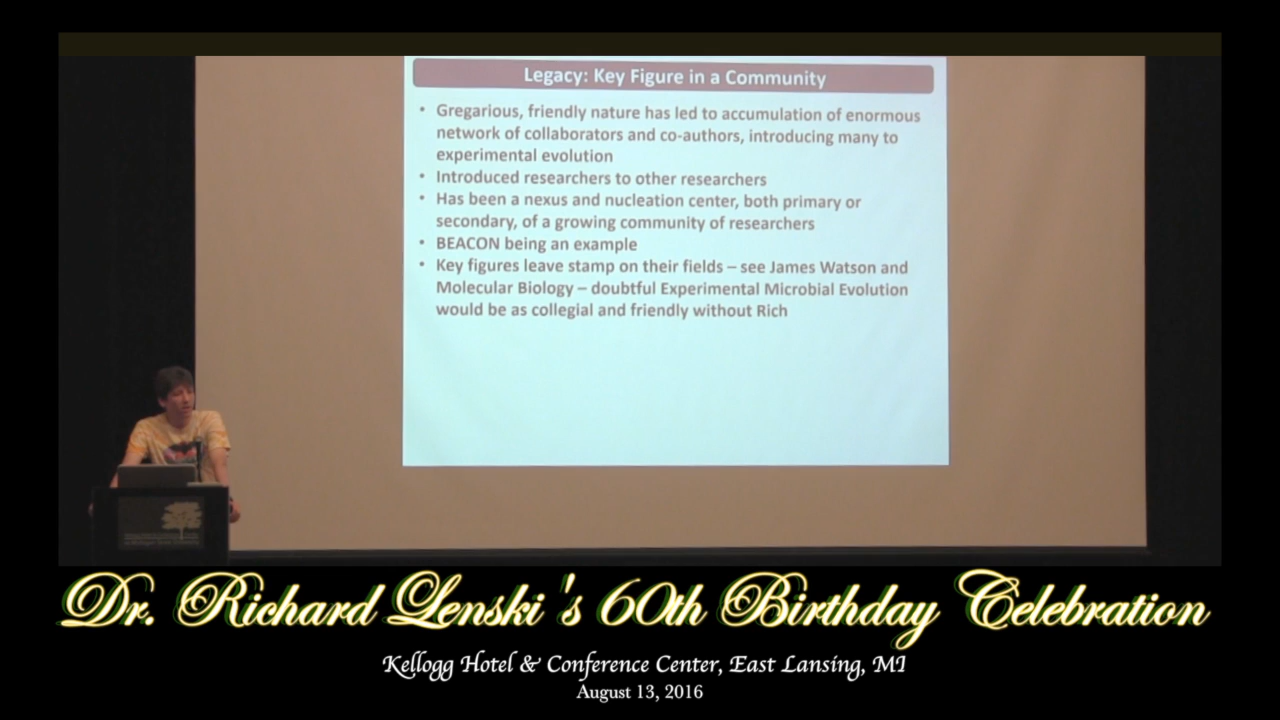 Legacy: Key Figure in a Community
• Gregarious, friendly nature has led to accumulation of enormous
network of collaborators and co-authors, introducing many to
experimental evolution
• Introduced researchers to other researchers
• Has been a nexus and nucleation center, both primary or
secondary, of a growing community of researchers
• BEACON being an example
• Key figures leave stamp on their fields – see James Watson and
Molecular Biology – doubtful Experimental Microbial Evolution
would be as collegial and friendly without Rich
Dr. Richard Lenski's 60th Birthday Celebration
Kellogg Hotel & Conference Center, East Lansing, MI
August 13, 2016